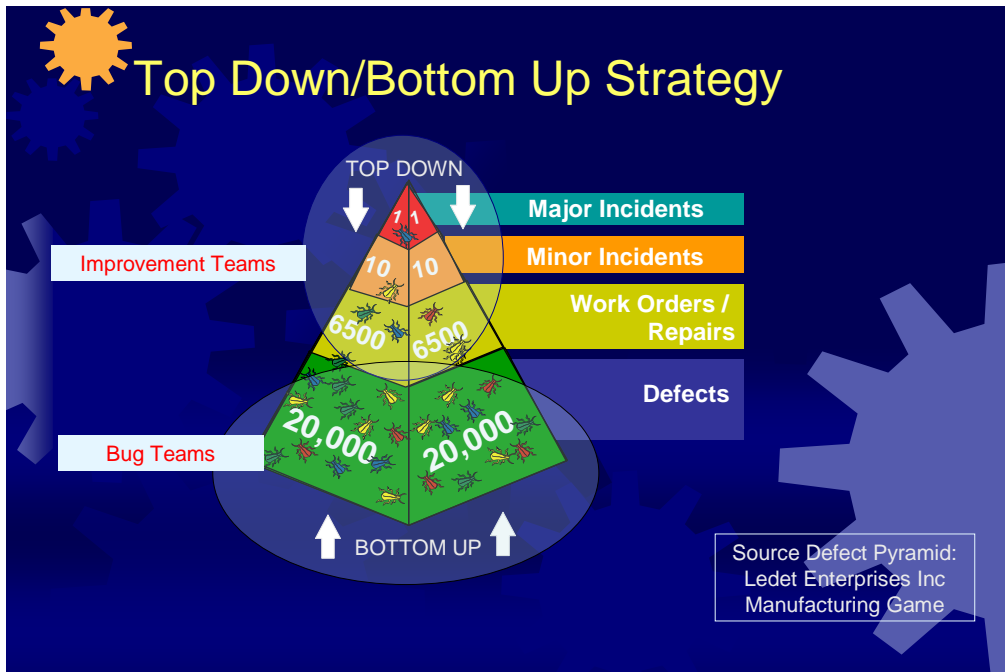 Top Down/Bottom Up Strategy
TOP DOWN
1 1
Major Incidents
10 10
Minor Incidents
Improvement Teams
6500 6500
Work Orders /
Repairs
Defects
20,000 20,000
Bug Teams
BOTTOM UP
Source Defect Pyramid:
Ledet Enterprises Inc
Manufacturing Game